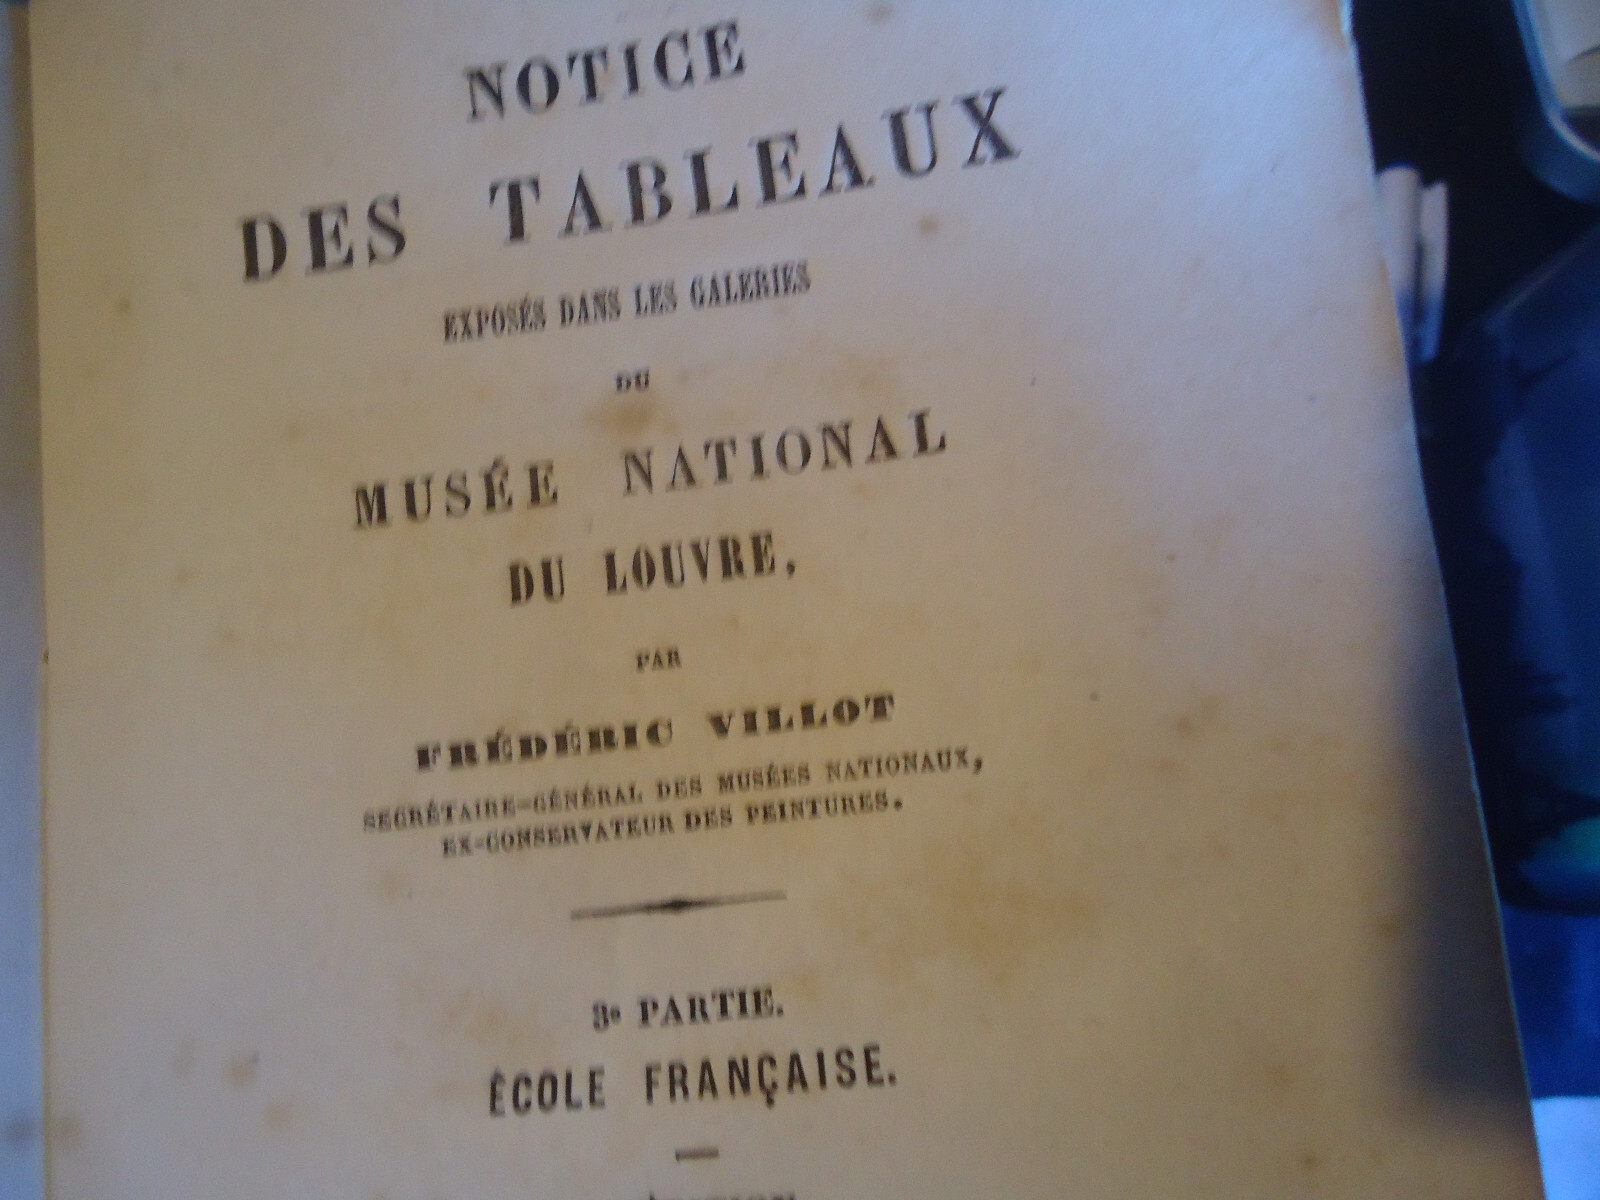 NOTICE
DES TABLEAUX
EXPOSÉS DANS LES GALERIES
DU
MUSÉE NATIONAL
DU LOUVRE,
PAR
FRÉDÉRIC VILLOT
SECRÉTAIRE-GÉNÉRAL DES MUSÉES NATIONAUX,
EX-CONSERVATEUR DES PEINTURES.
3e PARTIE.
ÉCOLE FRANÇAISE.